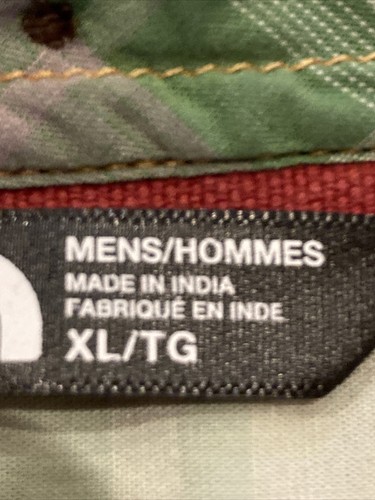 MENS/HOMMES
MADE IN INDIA
FABRIQUÉ EN INDE
XL/TG